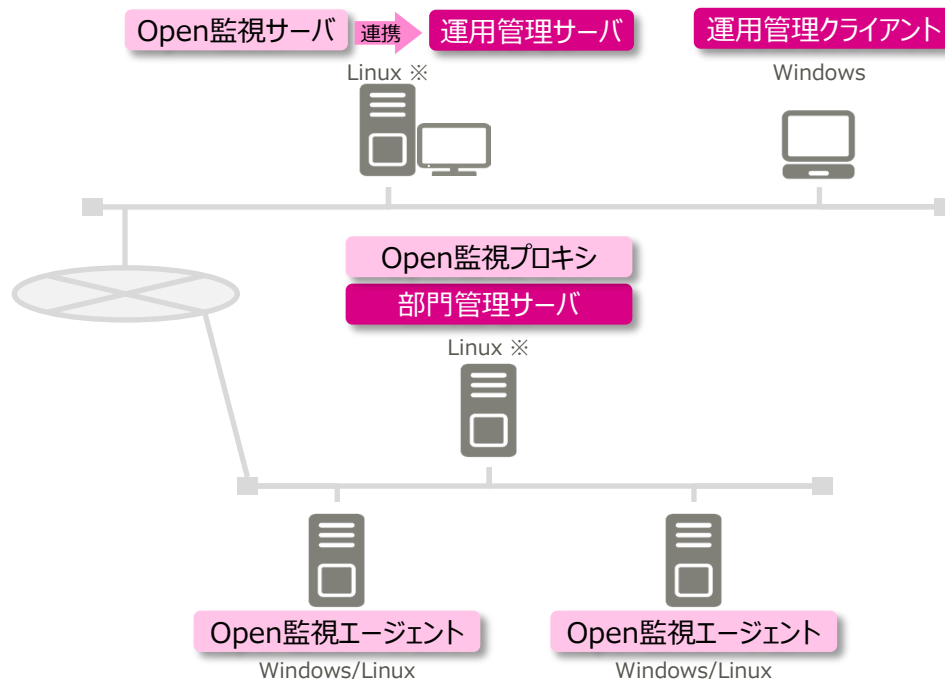 Open監視サーバ 連携 運用管理サーバ 運用管理クライアント
Linux ※ Windows
Open監視プロキシ
部門管理サーバ
Linux ※
Open監視エージェント Open監視エージェント
Windows/Linux Windows/Linux